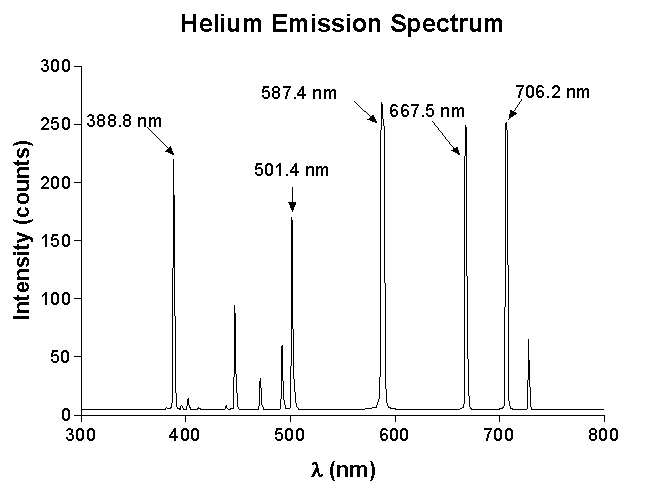 Helium Emission Spectrum
300
250
200
150
100
50
0
Intensity (counts)
388.8 nm
501.4 nm
587.4 nm
667.5 nm
706.2 nm
300 400 500 600 700 800
λ (nm)